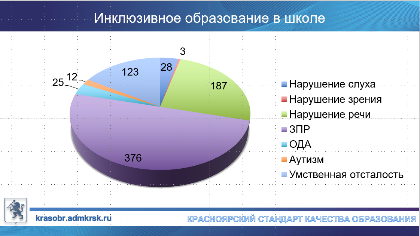 Инклюзивное образование в школе
3
28
123
12
25
187
376
Нарушение слуха
Нарушение зрения
Нарушение речи
ЗПР
ОДА
Аутизм
Умственная отсталость
krasobr.admkrsk.ru
КРАСНОЯРСКИЙ СТАНДАРТ КАЧЕСТВА ОБРАЗОВАНИЯ